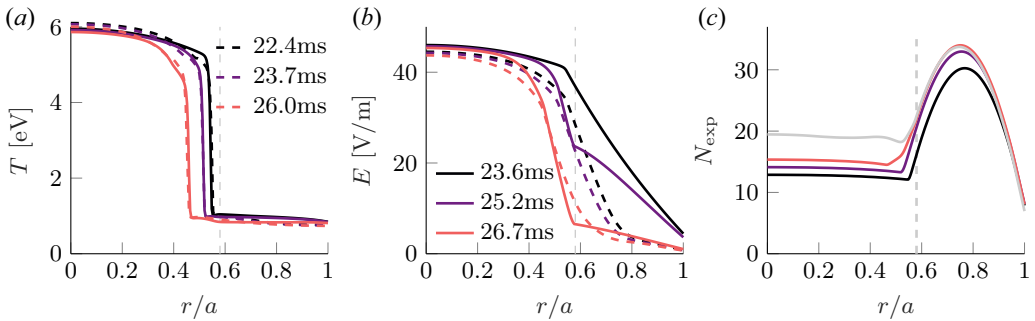 (a)
6
4
2
0
T [eV]
22.4ms
23.7ms
26.0ms
0 0.2 0.4 0.6 0.8 1
r/a
(b)
40
20
0
E [V/m]
23.6ms
25.2ms
26.7ms
0 0.2 0.4 0.6 0.8 1
r/a
(c)
30
20
10
0
N_exp
0 0.2 0.4 0.6 0.8 1
r/a